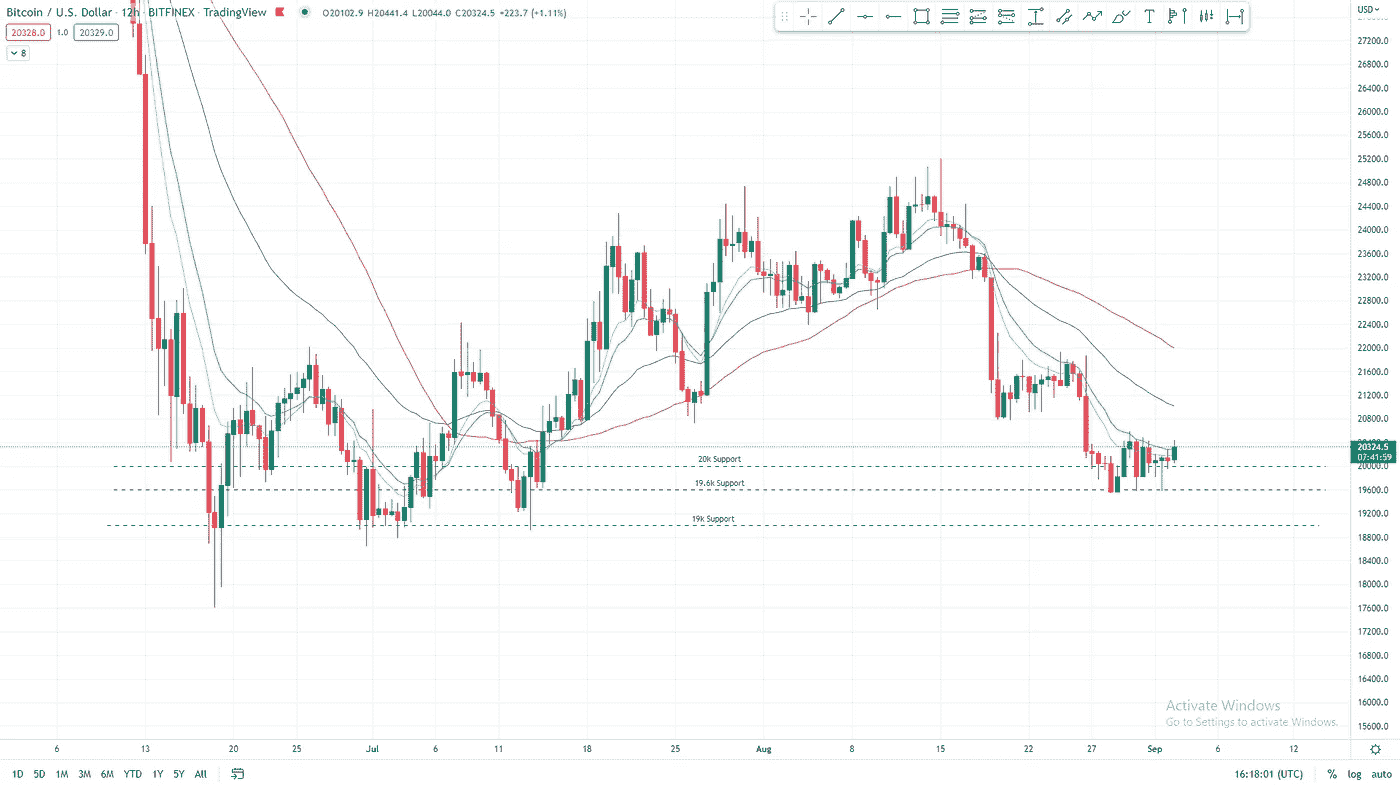 Bitcoin / U.S. Dollar · 12h · BITFINEX · TradingView O20102.9 H20441.4 L20044.0 C20324.5 +223.7 (+1.11%)
20328.0 1.0 20329.0
8
T
USD
27200.0
26800.0
26400.0
26000.0
25600.0
25200.0
24800.0
24400.0
24000.0
23600.0
23200.0
22800.0
22400.0
22000.0
21600.0
21200.0
20800.0
20324.5
07:41:59
20k Support
20000.0
19.6k Support
19600.0
19200.0
19k Support
18800.0
18400.0
18000.0
17600.0
17200.0
16800.0
16400.0
16000.0
15600.0
Activate Windows
Go to Settings to activate Windows.
6 13 20 25 Jul 6 11 18 25 Aug 8 15 22 27 Sep 6 12
1D 5D 1M 3M 6M YTD 1Y 5Y All 16:18:01 (UTC) % log auto